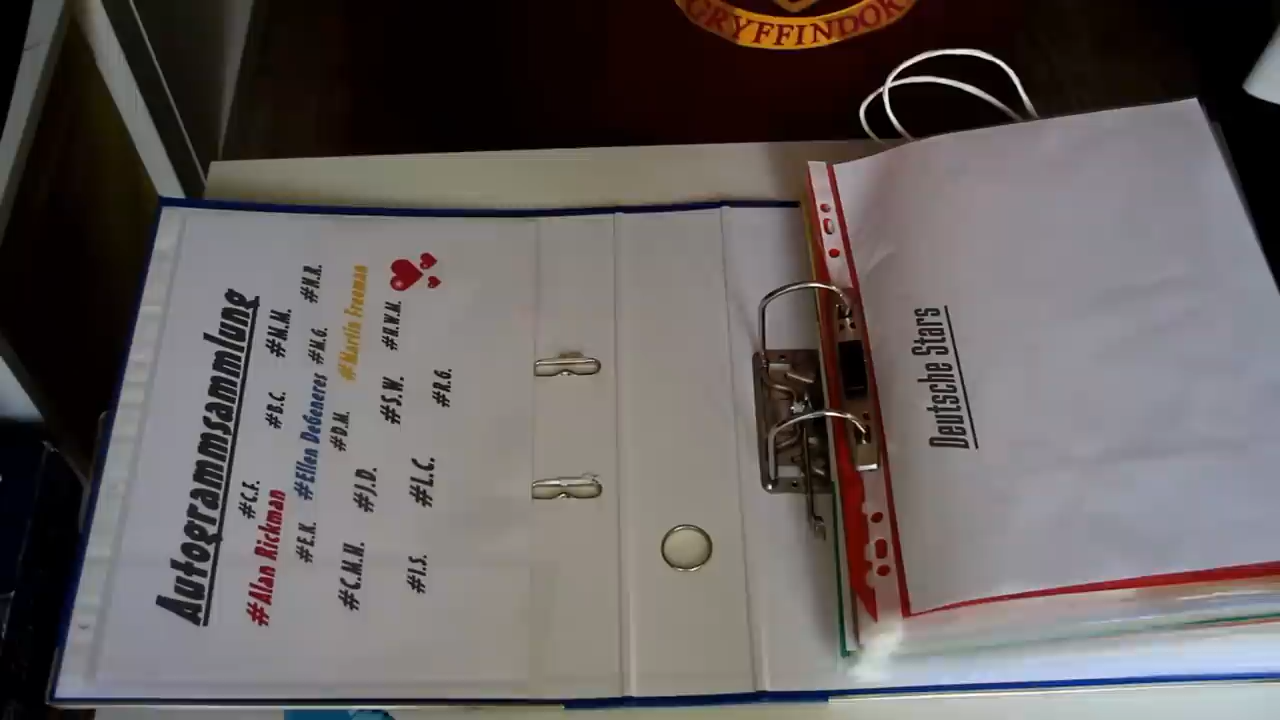 GRYFFINDOR
Autogrammsammlung
#C.F. #B.C. #M.M.
#Alan Rickman
#Ellen DeGeneres #M.G. #H.R.
#E.K. #D.M. #Martin Freeman
#C.M.H. #J.D. #S.W. #H.W.M.
#I.S. #L.C. #R.G.
Deutsche Stars